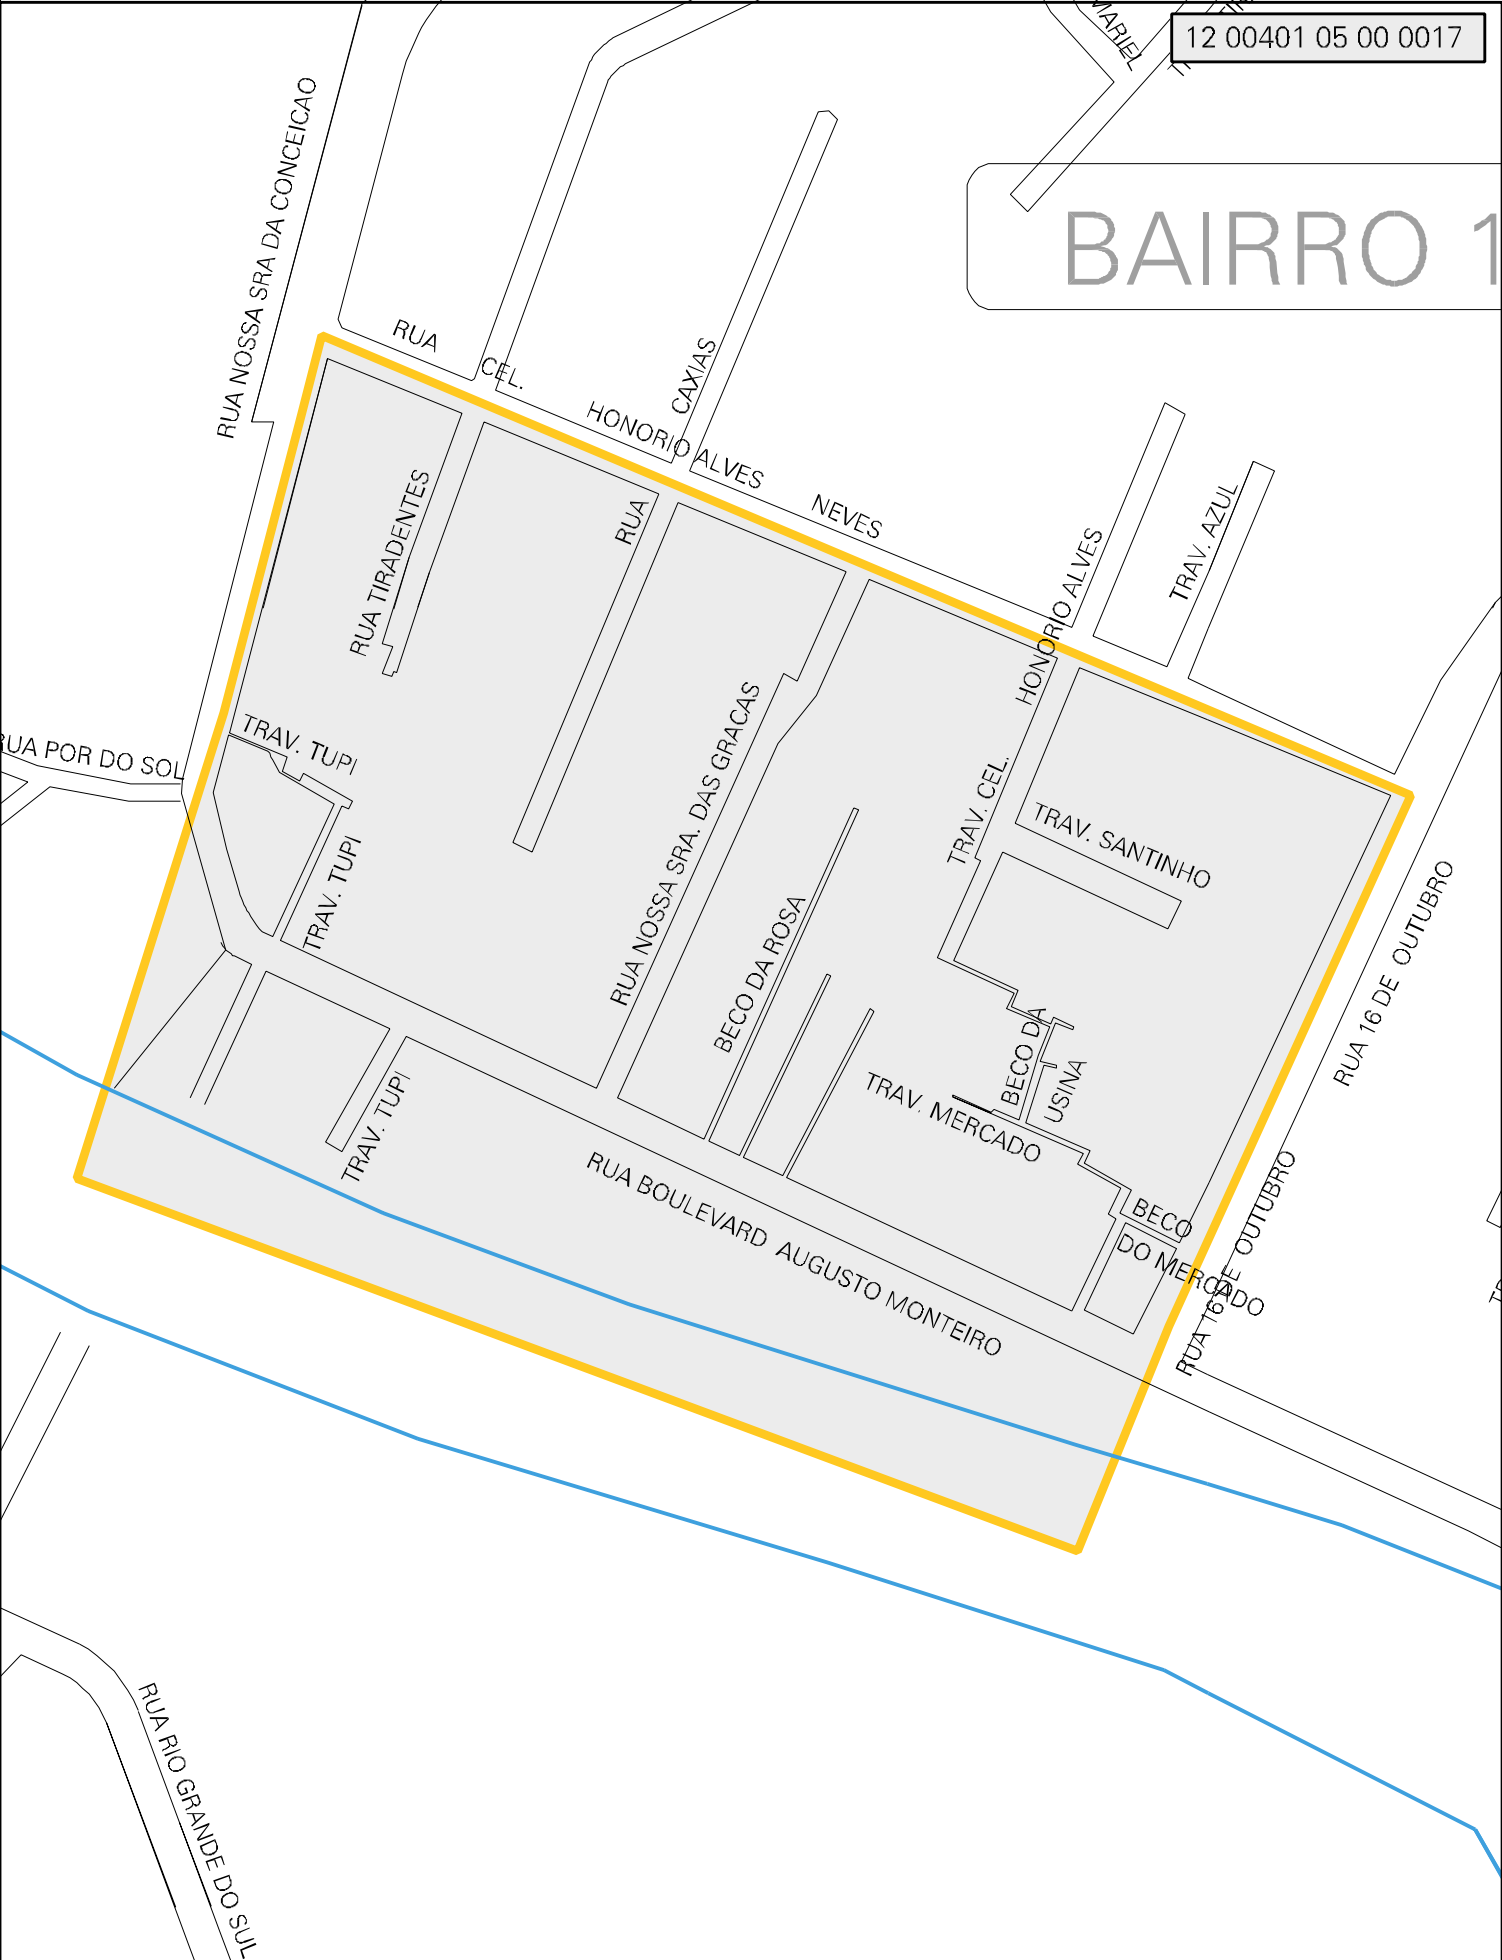 MARIEL
12 00401 05 00 0017
BAIRRO 1
RUA NOSSA SRA DA CONCEICAO
RUA
CEL.
HONORIO ALVES
NEVES
CAXIAS
RUA
RUA TIRADENTES
HONORIO ALVES
TRAV. CEL.
TRAV. AZUL
RUA POR DO SOL
TRAV. TUPI
TRAV. TUPI
TRAV. TUPI
RUA NOSSA SRA. DAS GRACAS
BECO DA ROSA
TRAV. SANTINHO
BECO DA
USINA
TRAV. MERCADO
BECO
DO MERCADO
RUA 16 DE OUTUBRO
RUA 16 DE OUTUBRO
RUA BOULEVARD AUGUSTO MONTEIRO
RUA RIO GRANDE DO SUL